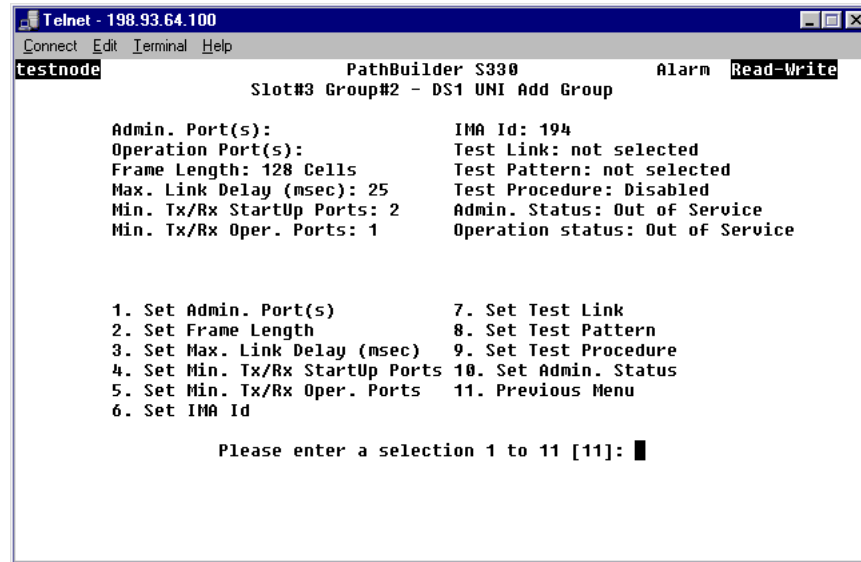 Telnet - 198.93.64.100
Connect Edit Terminal Help
testnode PathBuilder S330 Alarm Read-Write
Slot#3 Group#2 - DS1 UNI Add Group
Admin. Port(s): IMA Id: 194
Operation Port(s): Test Link: not selected
Frame Length: 128 Cells Test Pattern: not selected
Max. Link Delay (msec): 25 Test Procedure: Disabled
Min. Tx/Rx StartUp Ports: 2 Admin. Status: Out of Service
Min. Tx/Rx Oper. Ports: 1 Operation status: Out of Service
1. Set Admin. Port(s) 7. Set Test Link
2. Set Frame Length 8. Set Test Pattern
3. Set Max. Link Delay (msec) 9. Set Test Procedure
4. Set Min. Tx/Rx StartUp Ports 10. Set Admin. Status
5. Set Min. Tx/Rx Oper. Ports 11. Previous Menu
6. Set IMA Id
Please enter a selection 1 to 11 [11]: